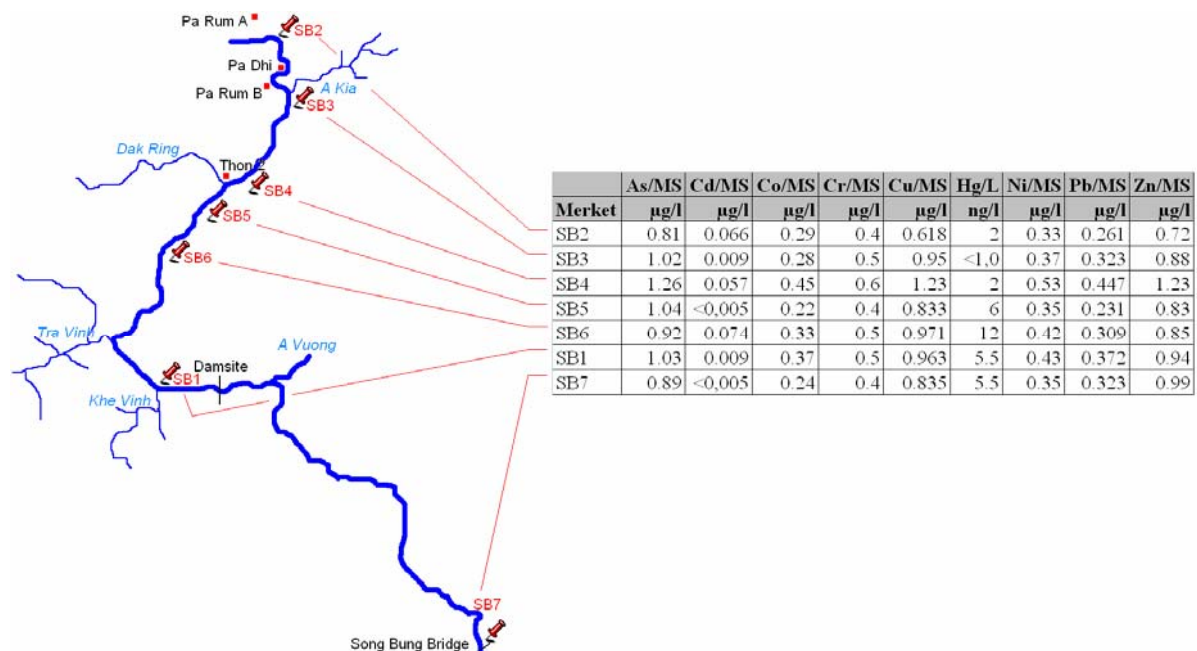 Pa Rum A
SB2
Pa Dhi
Pa Rum B
A Kia
SB3
Dak Ring
Thon 2
SB4
SB5
SB6
Tra Vinh
A Vuong
Damsite
SB1
Khe Vinh
SB7
Song Bung Bridge
As/MS Cd/MS Co/MS Cr/MS Cu/MS Hg/L Ni/MS Pb/MS Zn/MS
Merket µg/l µg/l µg/l µg/l µg/l ng/l µg/l µg/l µg/l
SB2 0.81 0.066 0.29 0.4 0.618 2 0.33 0.261 0.72
SB3 1.02 0.009 0.28 0.5 0.95 <1,0 0.37 0.323 0.88
SB4 1.26 0.057 0.45 0.6 1.23 2 0.53 0.447 1.23
SB5 1.04 <0,005 0.22 0.4 0.833 6 0.35 0.231 0.83
SB6 0.92 0.074 0.33 0.5 0.971 12 0.42 0.309 0.85
SB1 1.03 0.009 0.37 0.5 0.963 5.5 0.43 0.372 0.94
SB7 0.89 <0,005 0.24 0.4 0.835 5.5 0.35 0.323 0.99